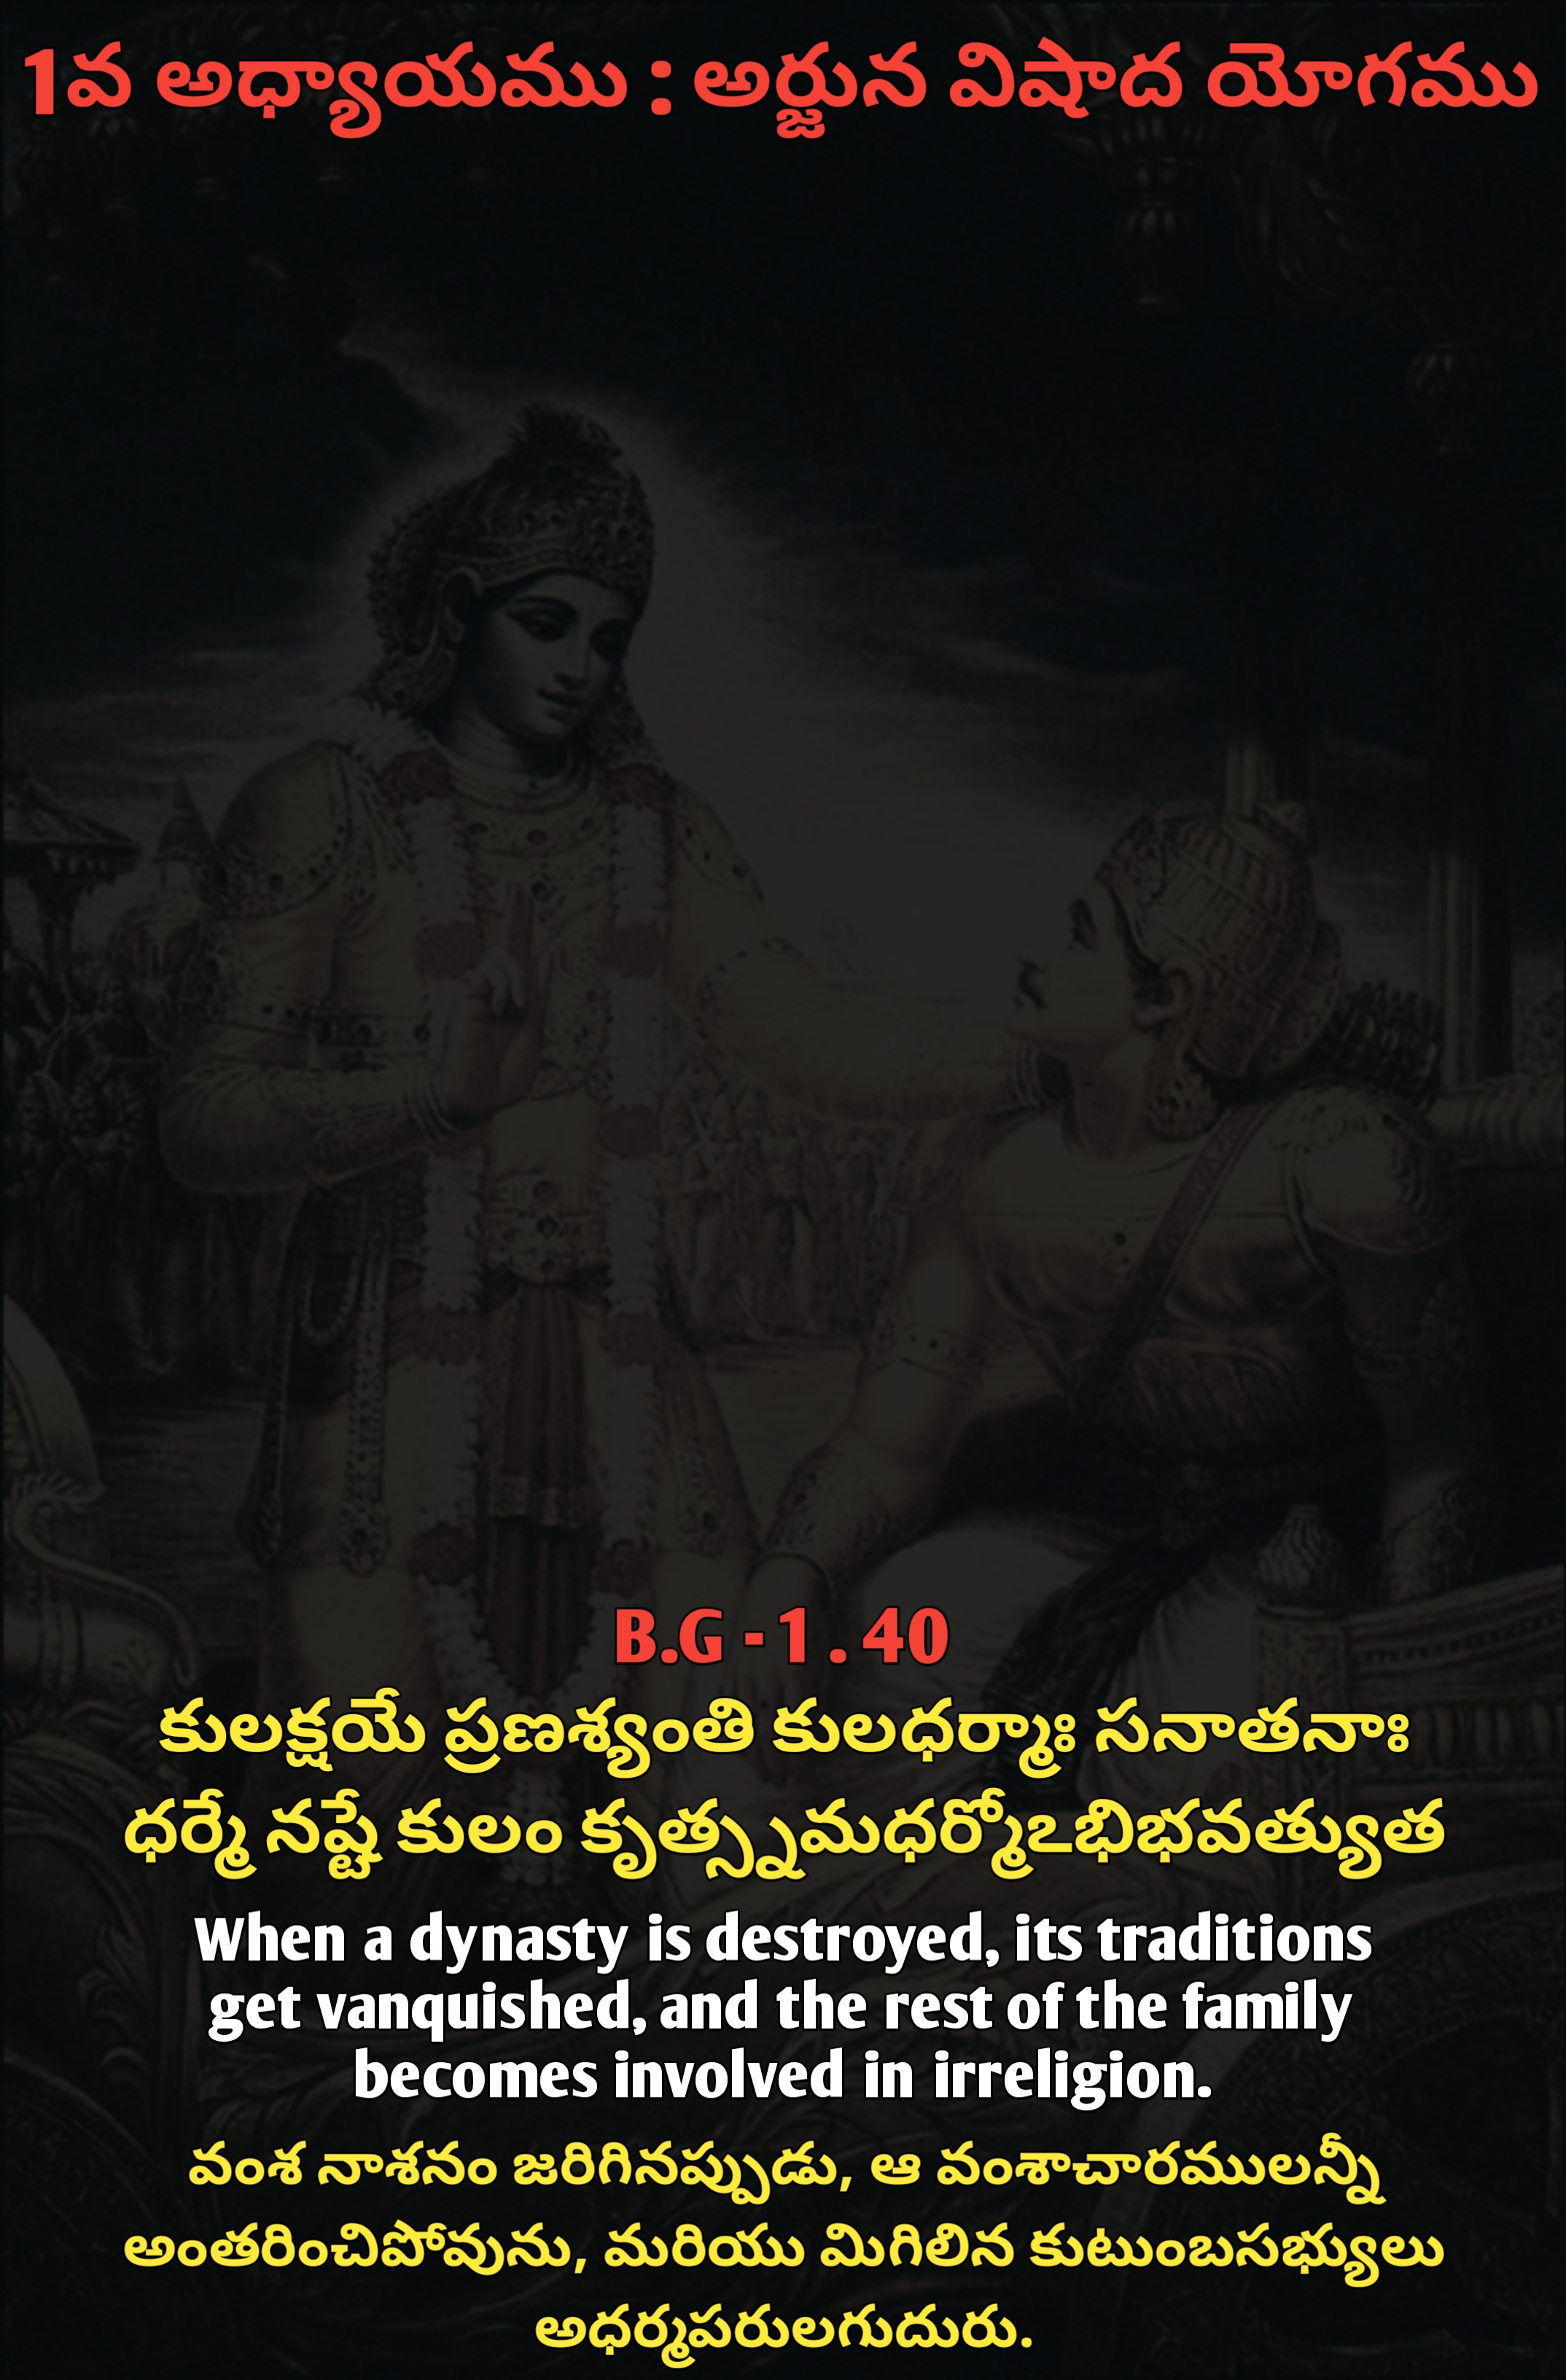 1వ అధ్యాయము : అర్జున విషాద యోగము
B.G - 1 . 40
కులక్షయే ప్రణశ్యంతి కులధర్మాః సనాతనాః
ధర్మే నష్టే కులం కృత్స్నమధర్మోఽభిభవత్యుత
When a dynasty is destroyed, its traditions
get vanquished, and the rest of the family
becomes involved in irreligion.
వంశ నాశనం జరిగినప్పుడు, ఆ వంశాచారములన్నీ
అంతరించిపోవును, మరియు మిగిలిన కుటుంబసభ్యులు
అధర్మపరులగుదురు.